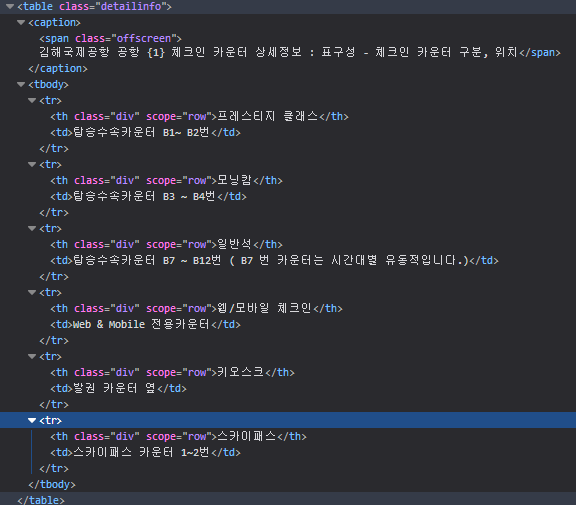 <table class="detailinfo">
<caption>
<span class="offscreen">
김해국제공항 공항 {1} 체크인 카운터 상세정보 : 표구성 - 체크인 카운터 구분, 위치</span>
</caption>
<tbody>
<tr>
<th class="div" scope="row">프레스티지 클래스</th>
<td>탑승수속카운터 B1~ B2번</td>
</tr>
<tr>
<th class="div" scope="row">모닝캄</th>
<td>탑승수속카운터 B3 ~ B4번</td>
</tr>
<tr>
<th class="div" scope="row">일반석</th>
<td>탑승수속카운터 B7 ~ B12번 ( B7 번 카운터는 시간대별 유동적입니다.)</td>
</tr>
<tr>
<th class="div" scope="row">웹/모바일 체크인</th>
<td>Web & Mobile 전용카운터</td>
</tr>
<tr>
<th class="div" scope="row">키오스크</th>
<td>발권 카운터 옆</td>
</tr>
<tr>
<th class="div" scope="row">스카이패스</th>
<td>스카이패스 카운터 1~2번</td>
</tr>
</tbody>
</table>